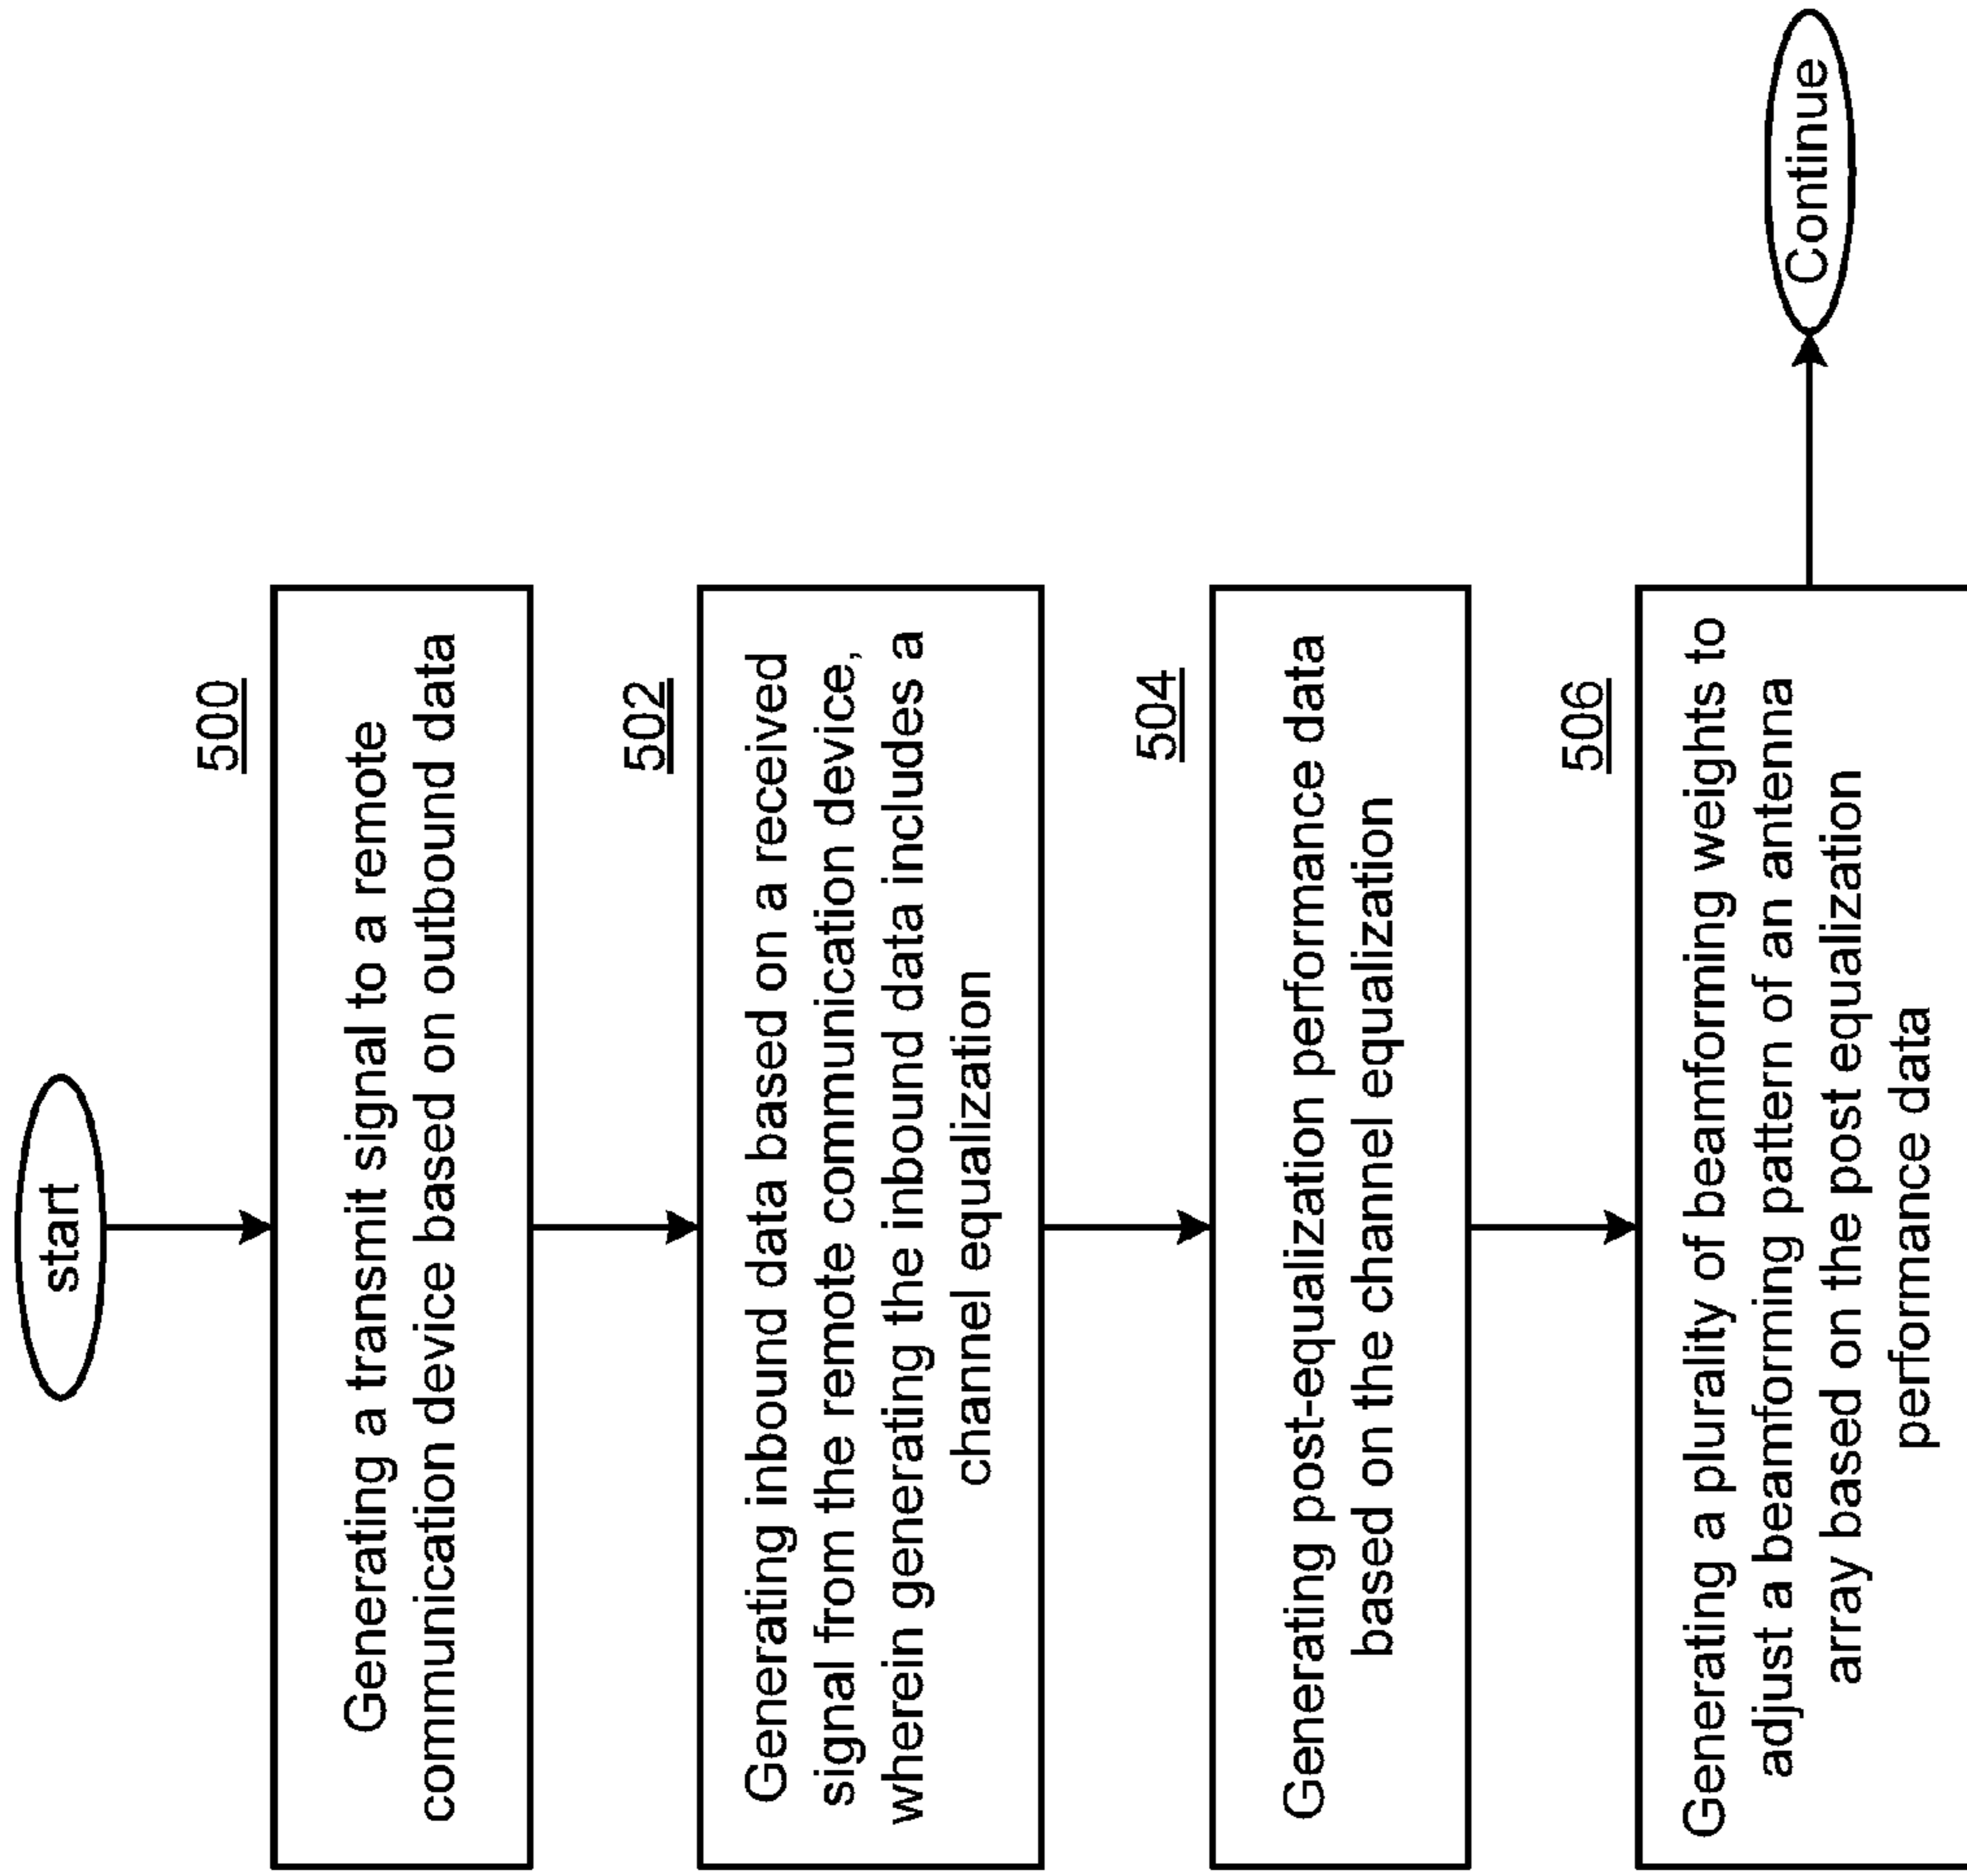 start
500
Generating a transmit signal to a remote
communication device based on outbound data
502
Generating inbound data based on a received
signal from the remote communication device,
wherein generating the inbound data includes a
channel equalization
504
Generating post-equalization performance data
based on the channel equalization
506
Generating a plurality of beamforming weights to
adjust a beamforming pattern of an antenna
array based on the post equalization
performance data
Continue